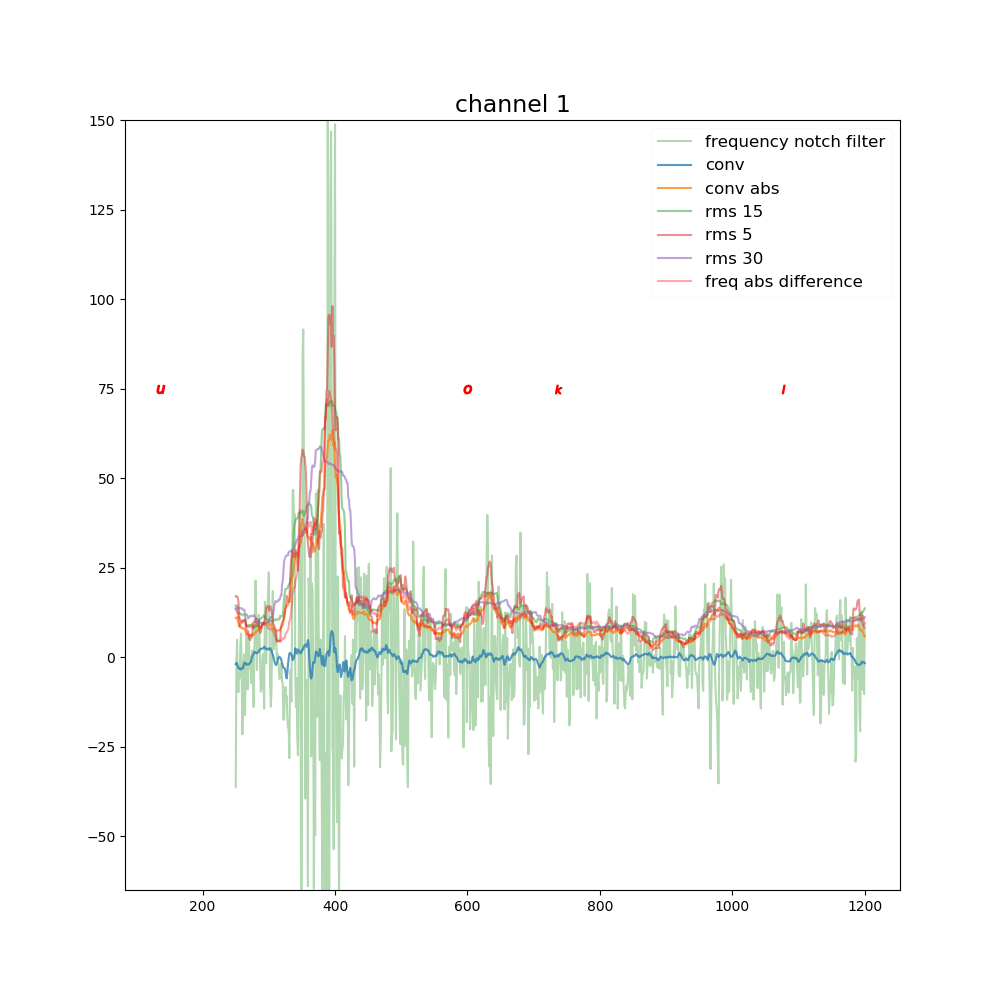 channel 1
150
frequency notch filter
conv
125
conv abs
rms 15
rms 5
rms 30
100
freq abs difference
75
u o k l
50
25
0
−25
−50
200 400 600 800 1000 1200